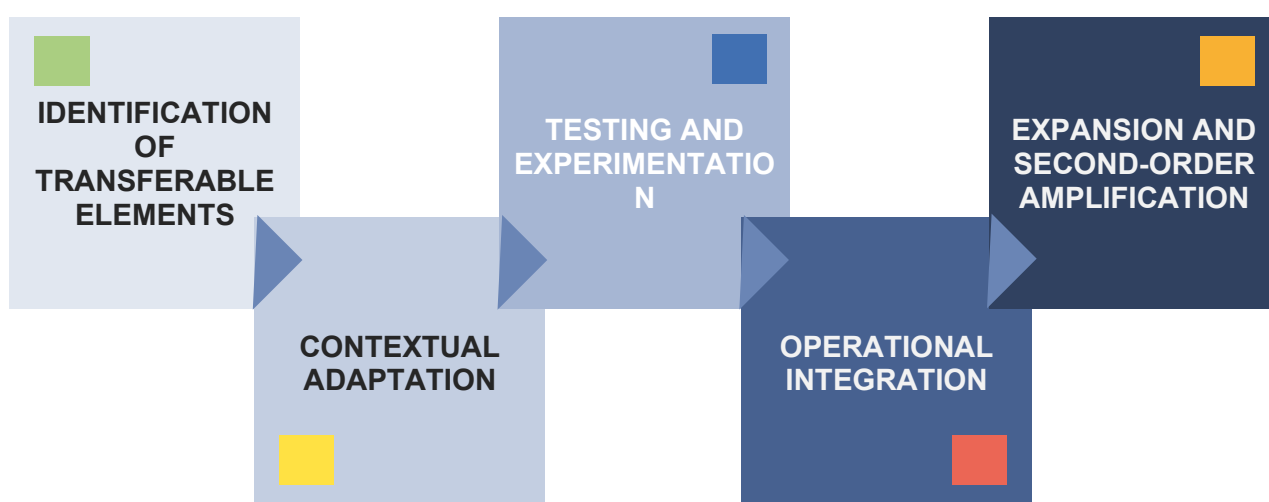 IDENTIFICATION
OF
TRANSFERABLE
ELEMENTS
CONTEXTUAL
ADAPTATION
TESTING AND
EXPERIMENTATIO
N
OPERATIONAL
INTEGRATION
EXPANSION AND
SECOND-ORDER
AMPLIFICATION